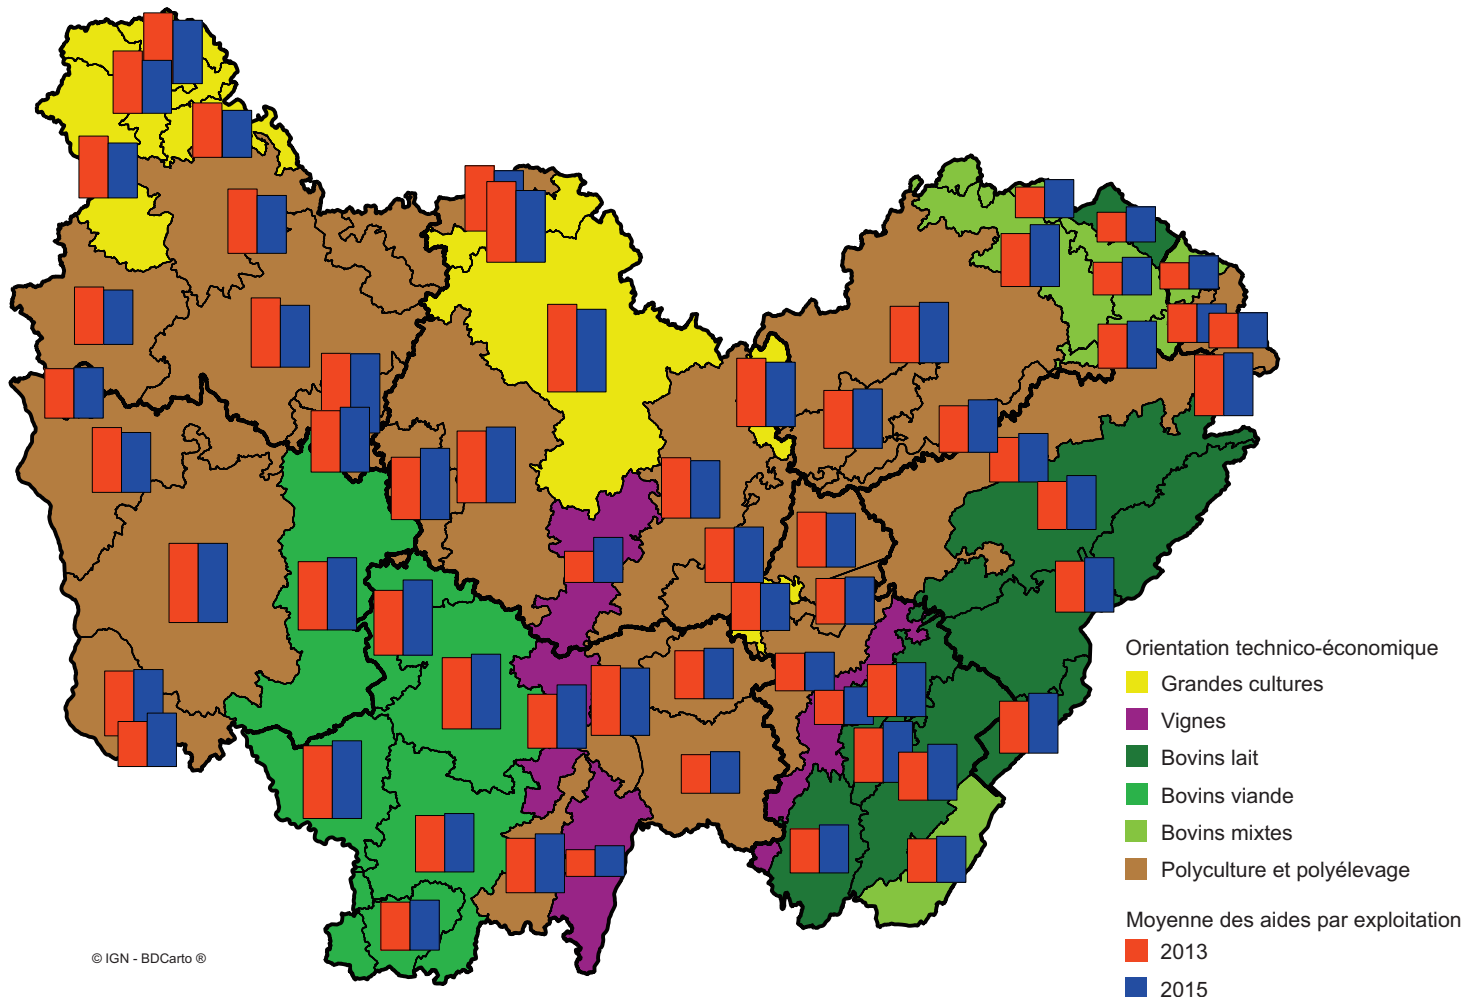 Orientation technico-économique
Grandes cultures
Vignes
Bovins lait
Bovins viande
Bovins mixtes
Polyculture et polyélevage
Moyenne des aides par exploitation
2013
2015
© IGN - BDCarto ®